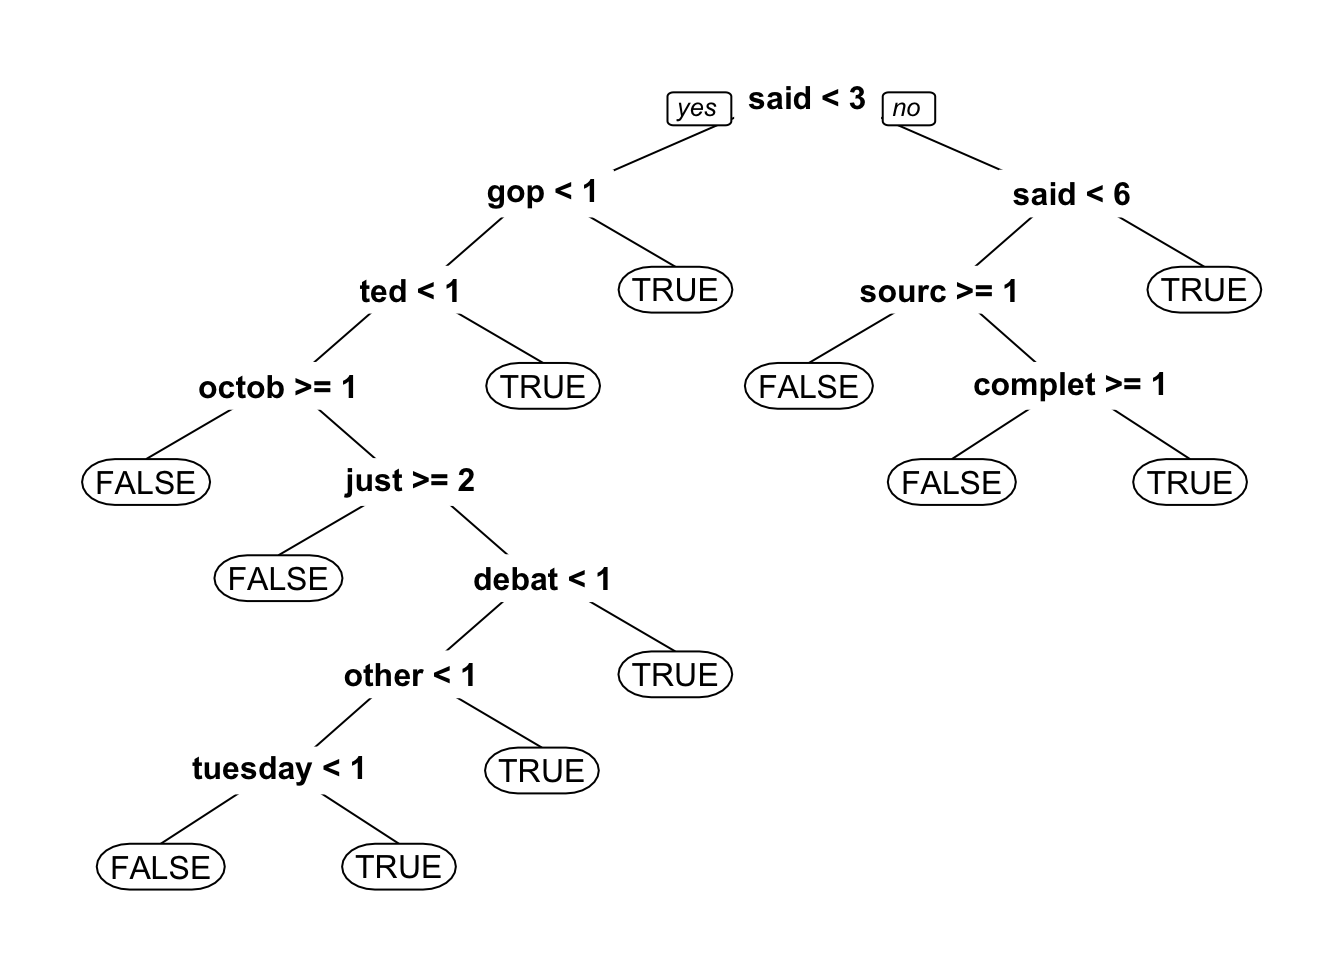 yes said < 3 no
gop < 1 said < 6
ted < 1 TRUE sourc >= 1 TRUE
octob >= 1 TRUE FALSE complet >= 1
FALSE just >= 2 FALSE TRUE
FALSE debat < 1
other < 1 TRUE
tuesday < 1 TRUE
FALSE TRUE